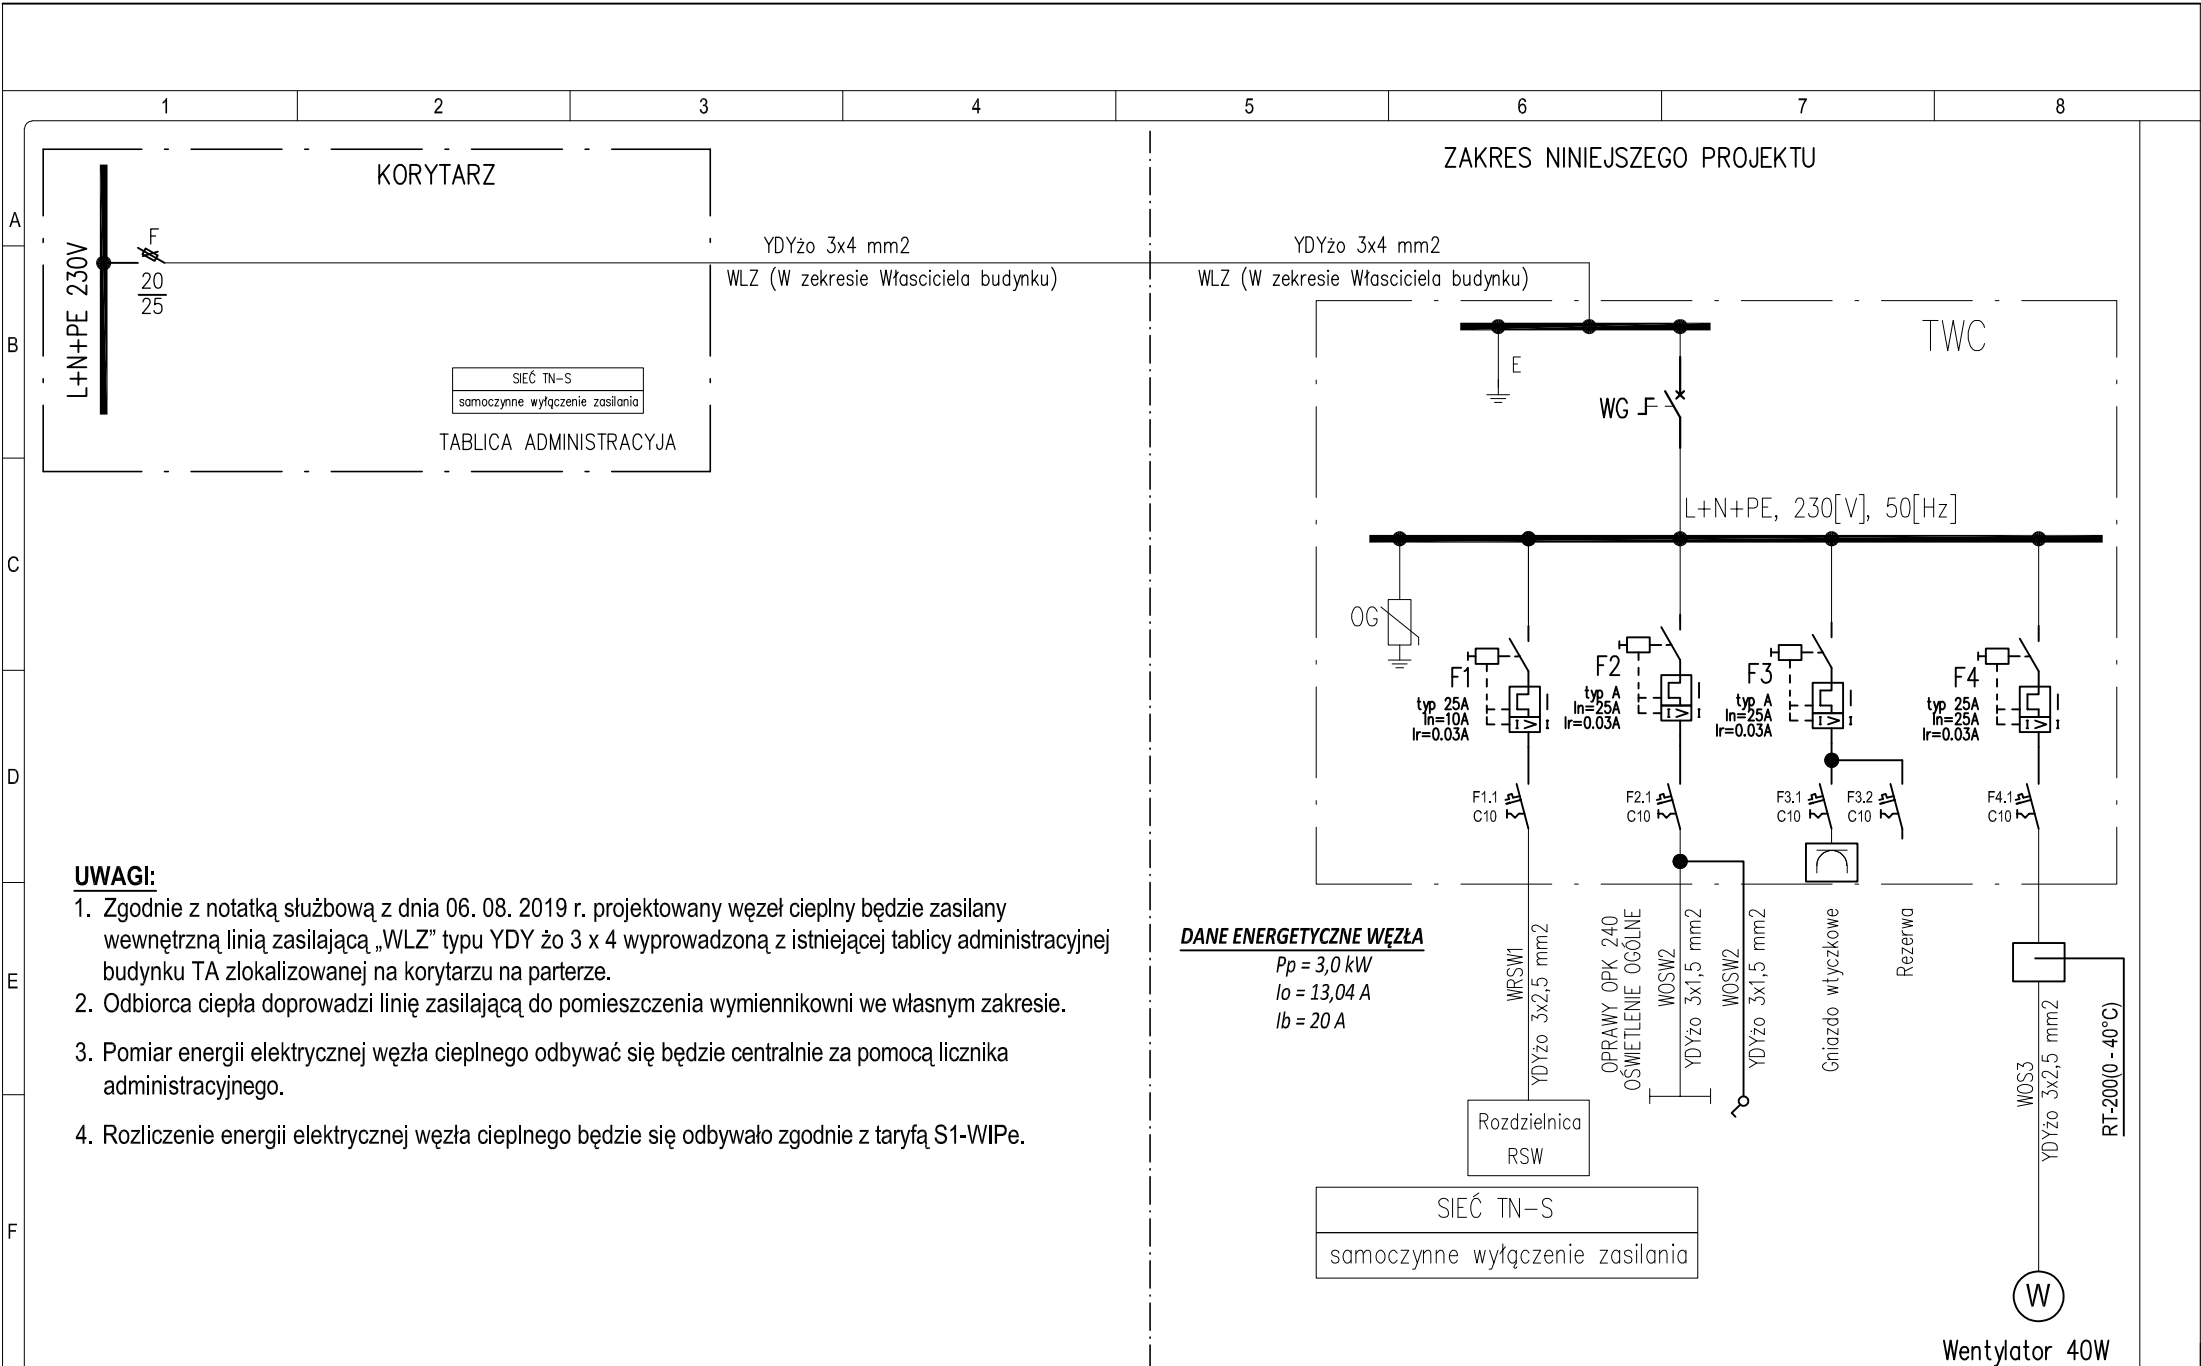 1 2 3 4 5 6 7 8
A
B
C
D
E
F
KORYTARZ
L+N+PE 230V
F
20
25
SIEĆ TN-S
samoczynne wyłączenie zasilania
TABLICA ADMINISTRACYJA
YDYżo 3x4 mm2
WLZ (W zekresie Własciciela budynku)
ZAKRES NINIEJSZEGO PROJEKTU
YDYżo 3x4 mm2
WLZ (W zekresie Własciciela budynku)
TWC
E
WG
L+N+PE, 230[V], 50[Hz]
OG
F1
typ 25A
In=10A
Ir=0.03A
F2
typ A
In=25A
Ir=0.03A
F3
typ A
In=25A
Ir=0.03A
F4
typ 25A
In=25A
Ir=0.03A
F1.1
C10
F2.1
C10
F3.1
C10
F3.2
C10
F4.1
C10
UWAGI:
1. Zgodnie z notatką służbową z dnia 06. 08. 2019 r. projektowany węzeł cieplny będzie zasilany
wewnętrzną linią zasilającą „WLZ” typu YDY żo 3 x 4 wyprowadzoną z istniejącej tablicy administracyjnej
budynku TA zlokalizowanej na korytarzu na parterze.
2. Odbiorca ciepła doprowadzi linię zasilającą do pomieszczenia wymiennikowni we własnym zakresie.
3. Pomiar energii elektrycznej węzła cieplnego odbywać się będzie centralnie za pomocą licznika
administracyjnego.
4. Rozliczenie energii elektrycznej węzła cieplnego będzie się odbywało zgodnie z taryfą S1-WIPe.
DANE ENERGETYCZNE WĘZŁA
Pp = 3,0 kW
Io = 13,04 A
Ib = 20 A
WRSW1
YDYżo 3x2,5 mm2
OPRAWY OPK 240
OŚWIETLENIE OGÓLNE
WOSW2
YDYżo 3x1,5 mm2
WOSW2
YDYżo 3x1,5 mm2
Gniazdo wtyczkowe
Rezerwa
WOS3
YDYżo 3x2,5 mm2
RT-200(0 - 40°C)
Rozdzielnica
RSW
SIEĆ TN-S
samoczynne wyłączenie zasilania
W
Wentylator 40W